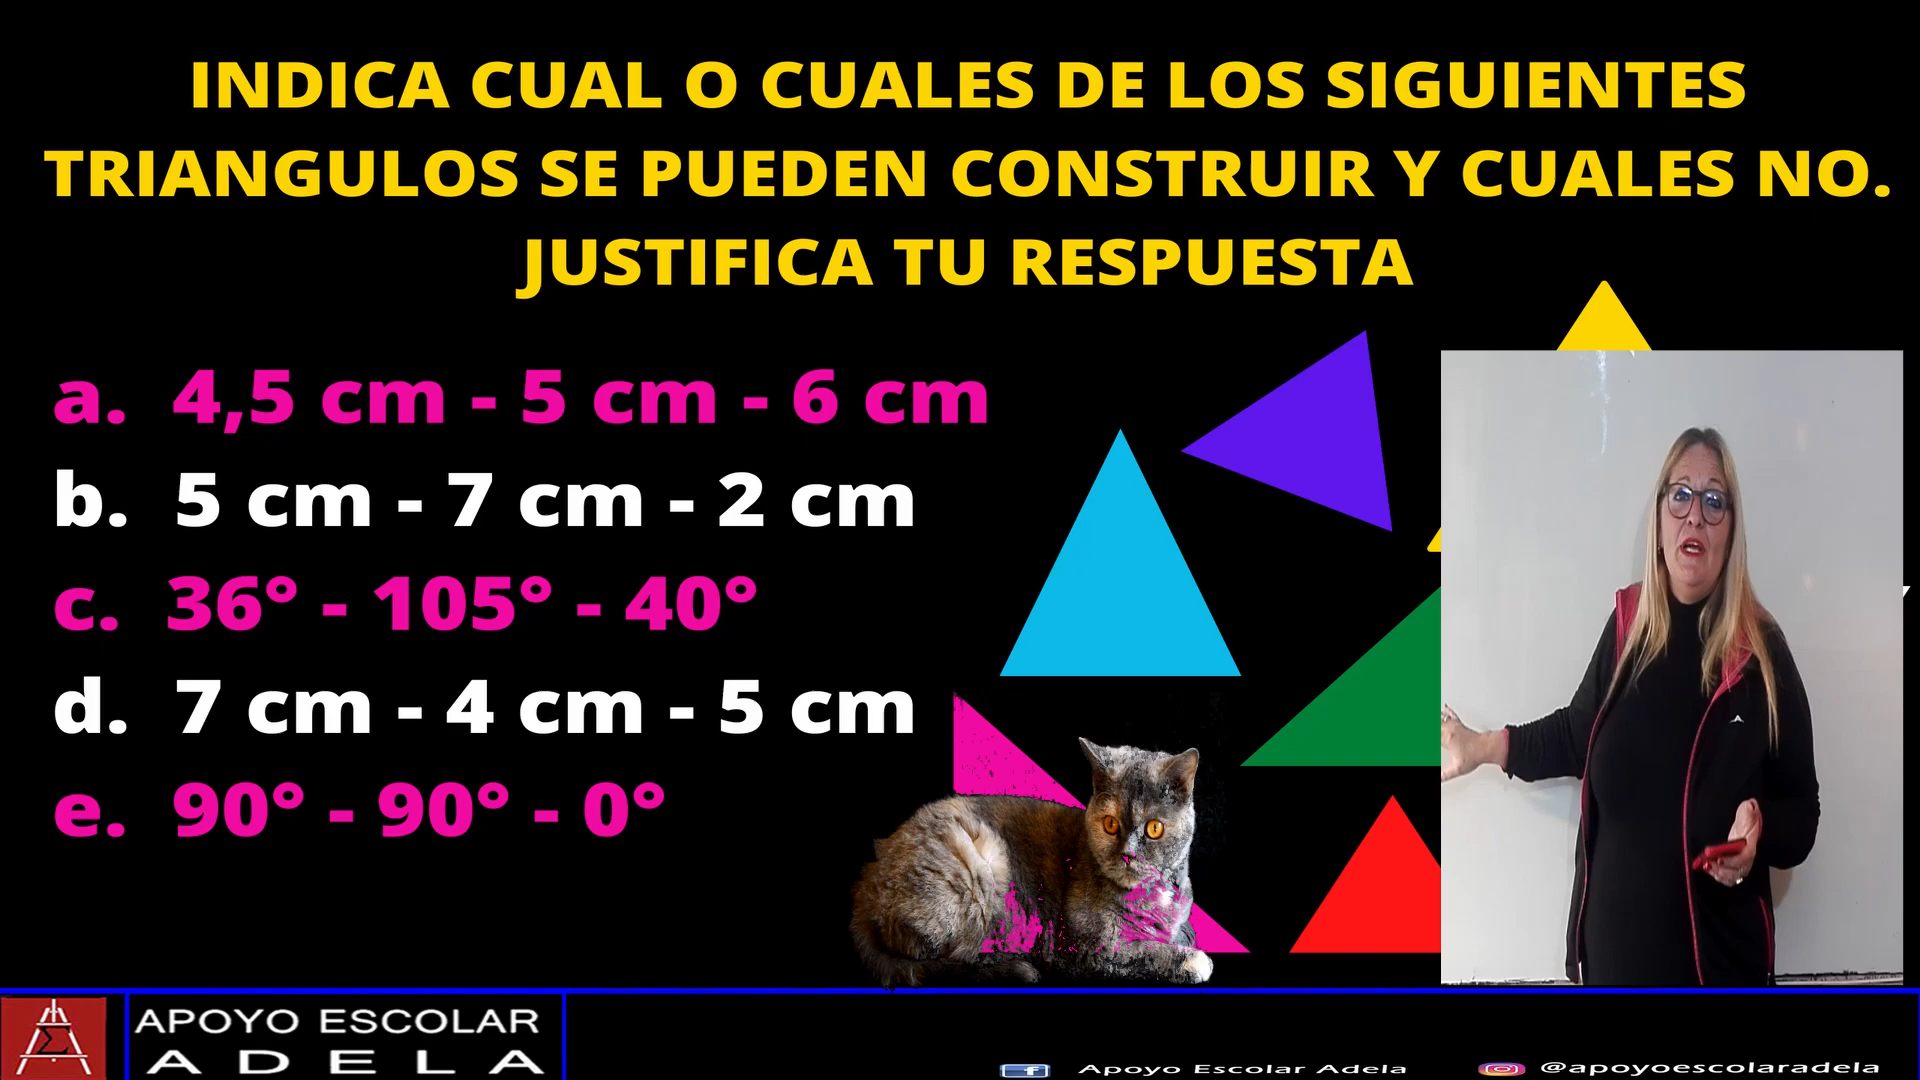 INDICA CUAL O CUALES DE LOS SIGUIENTES
TRIANGULOS SE PUEDEN CONSTRUIR Y CUALES NO.
JUSTIFICA TU RESPUESTA
a. 4,5 cm - 5 cm - 6 cm
b. 5 cm - 7 cm - 2 cm
c. 36° - 105° - 40°
d. 7 cm - 4 cm - 5 cm
e. 90° - 90° - 0°
APOYO ESCOLAR
ADELA
Apoyo Escolar Adela
@apoyoescolaradela